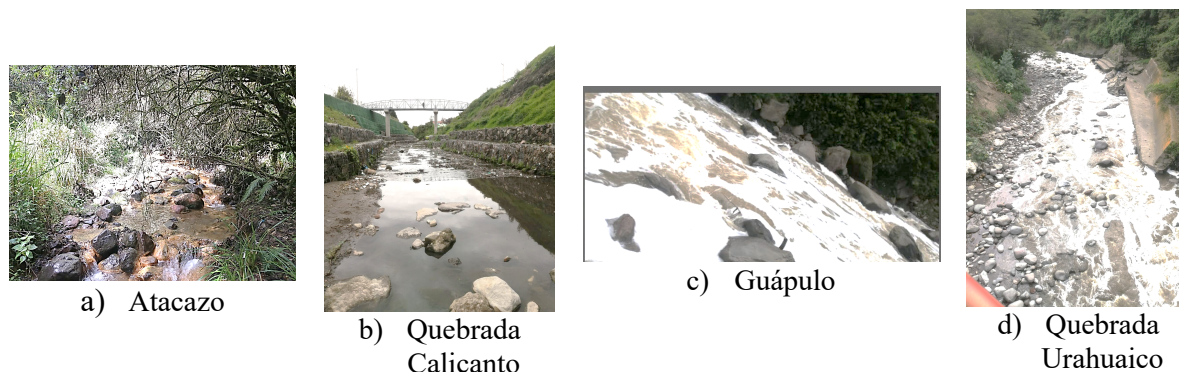 a) Atacazo
b) Quebrada
Calicanto
c) Guápulo
d) Quebrada
Urahuaico